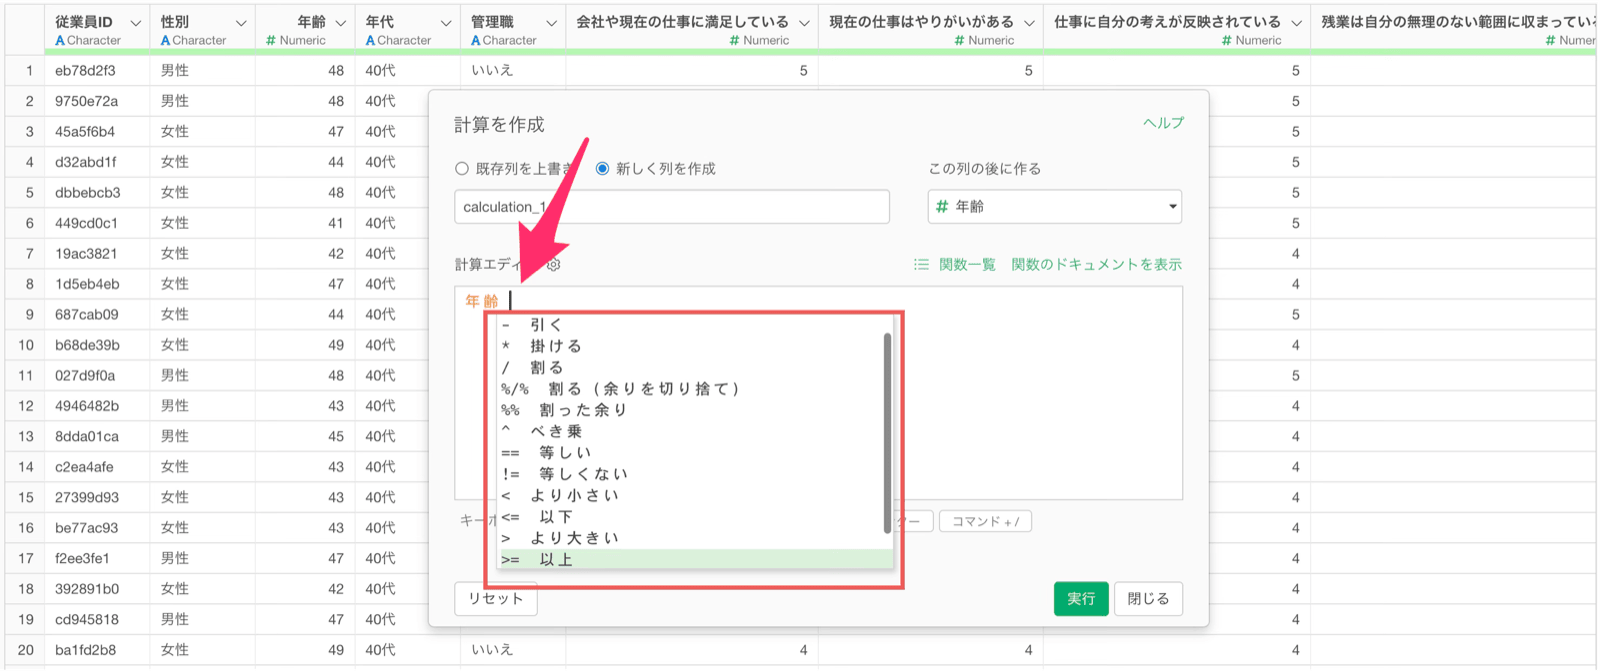 従業員ID 性別 年齢 年代 管理職 会社や現在の仕事に満足している 現在の仕事はやりがいがある 仕事に自分の考えが反映されている 残業は自分の無理のない範囲に収まってい
Character Character Numeric Character Character Numeric Numeric Numeric Numer
1 eb78d2f3 男性 48 40代 いいえ 5 5 5
2 9750e72a 男性 48 40代 5
3 45a5f6b4 女性 47 40代 5
4 d32abd1f 女性 44 40代 5
5 dbbebcb3 女性 48 40代 5
6 449cd0c1 女性 41 40代 5
7 19ac3821 女性 42 40代 4
8 1d5eb4eb 女性 47 40代 4
9 687cab09 女性 44 40代 5
10 b68de39b 女性 49 40代 4
11 027d9f0a 男性 48 40代 5
12 4946482b 男性 43 40代 4
13 8dda01ca 男性 45 40代 4
14 c2ea4afe 女性 43 40代 4
15 27399d93 女性 43 40代 4
16 be77ac93 女性 43 40代 4
17 f2ee3fe1 男性 47 40代 4
18 392891b0 女性 42 40代 4
19 cd945818 男性 47 40代 4
20 ba1fd2b8 女性 49 40代 いいえ 4 4 4
計算を作成 ヘルプ
既存列を上書き 新しく列を作成 この列の後に作る
calculation_1 # 年齢
計算エディ 関数一覧 関数のドキュメントを表示
年齢
- 引く
* 掛ける
/ 割る
%/% 割る (余りを切り捨て)
%% 割った余り
^ べき乗
== 等しい
!= 等しくない
< より小さい
<= 以下
> より大きい
>= 以上
キーボ ター コマンド + /
リセット 実行 閉じる